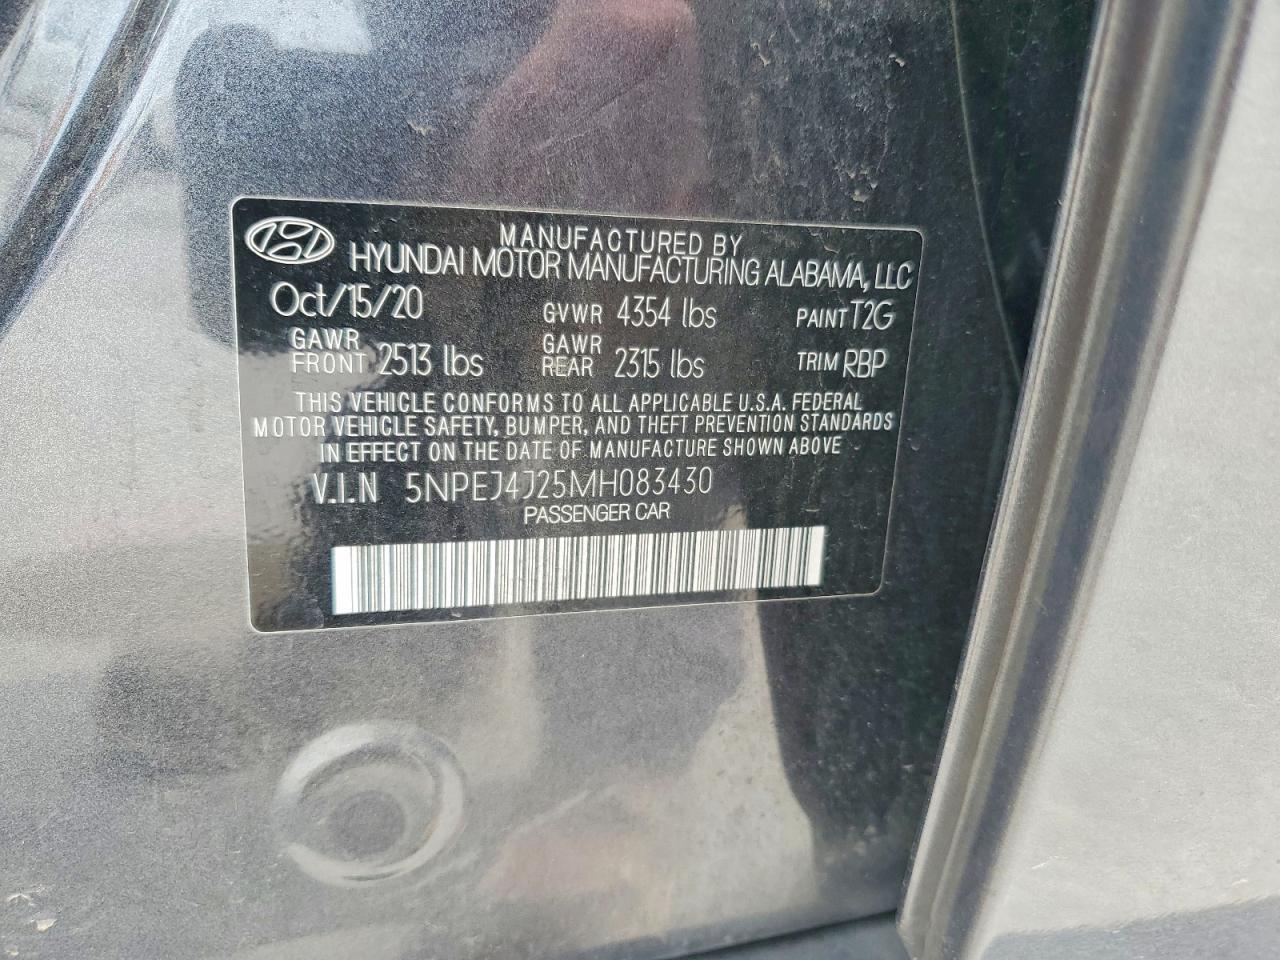 MANUFACTURED BY
HYUNDAI MOTOR MANUFACTURING ALABAMA, LLC
Oct/15/20 GVWR 4354 lbs PAINT T2G
GAWR FRONT 2513 lbs GAWR REAR 2315 lbs TRIM RBP
THIS VEHICLE CONFORMS TO ALL APPLICABLE U.S.A. FEDERAL
MOTOR VEHICLE SAFETY, BUMPER, AND THEFT PREVENTION STANDARDS
IN EFFECT ON THE DATE OF MANUFACTURE SHOWN ABOVE
V.I.N 5NPEJ4J25MH083430
PASSENGER CAR